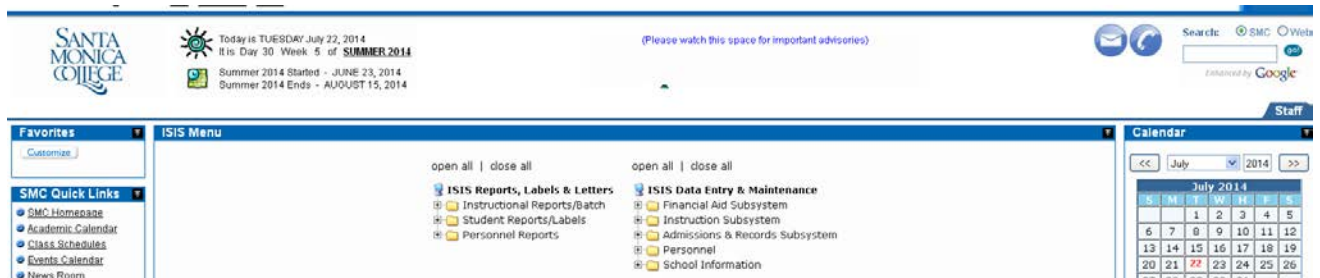 SANTA
MONICA
COLLEGE
Today is TUESDAY July 22, 2014
It is Day 30 Week 5 of SUMMER 2014
Summer 2014 Started - JUNE 23, 2014
Summer 2014 Ends - AUGUST 15, 2014
(Please watch this space for important advisories)
Search: SMC
go!
Enhanced by Google
Staff
Favorites
Customize
SMC Quick Links
SMC Homepage
Academic Calendar
Class Schedules
Events Calendar
News Room
ISIS Menu
open all | close all
ISIS Reports, Labels & Letters
Instructional Reports/Batch
Student Reports/Labels
Personnel Reports
open all | close all
ISIS Data Entry & Maintenance
Financial Aid Subsystem
Instruction Subsystem
Admissions & Records Subsystem
Personnel
School Information
Calendar
<< July 2014 >>
July 2014
S M T W H F S
1 2 3 4 5
6 7 8 9 10 11 12
13 14 15 16 17 18 19
20 21 22 23 24 25 26